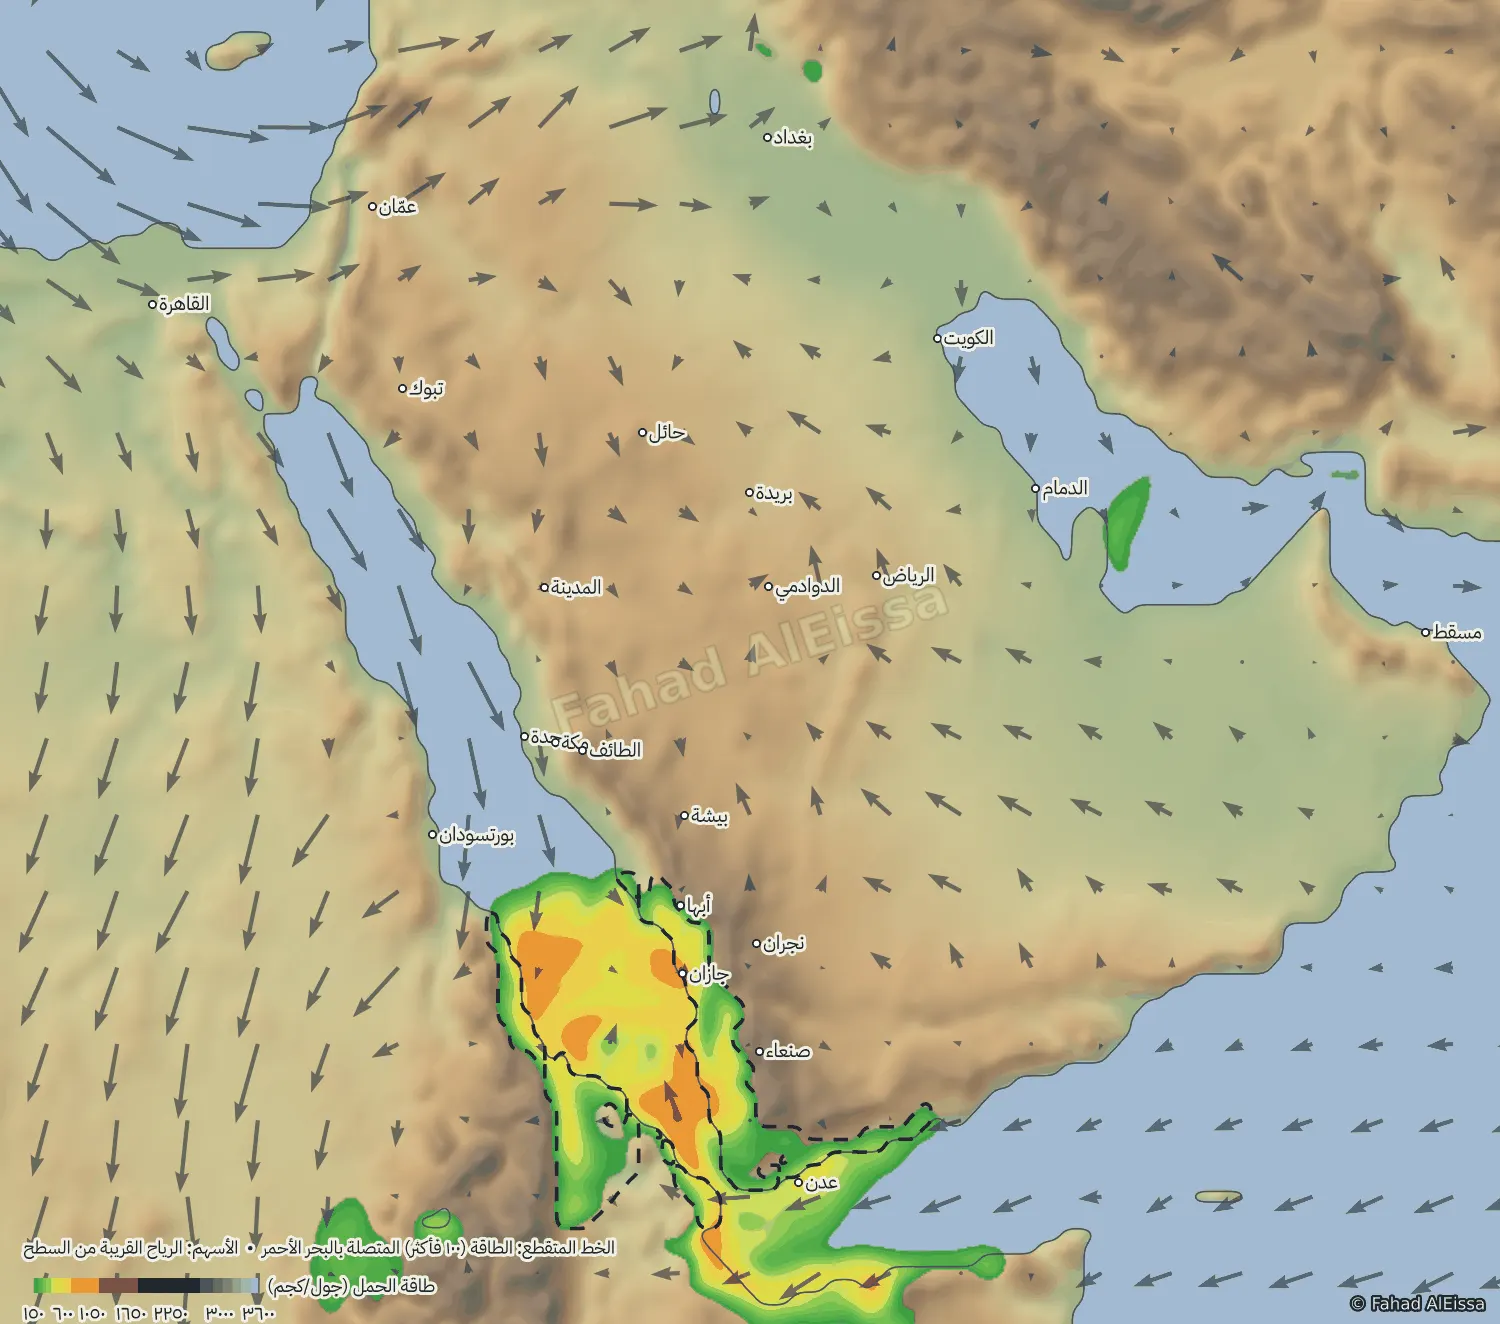 بغداد
عمّان
القاهرة
الكويت
تبوك
حائل
الدمام
بريدة
الرياض
الدوادمي
المدينة
مسقط
Fahad AlEissa
جدة
مكة
الطائف
بيشة
بورتسودان
أبها
نجران
جازان
صنعاء
عدن
الخط المتقطع: الطاقة (١٠٠ فأكثر) المتصلة بالبحر الأحمر • الأسهم: الرياح القريبة من السطح
طاقة الحمل (جول/كجم)
١٥٠ ٦٠٠ ١٠٥٠ ١٦٥٠ ٢٢٥٠ ٣٠٠٠ ٣٦٠٠
© Fahad AlEissa